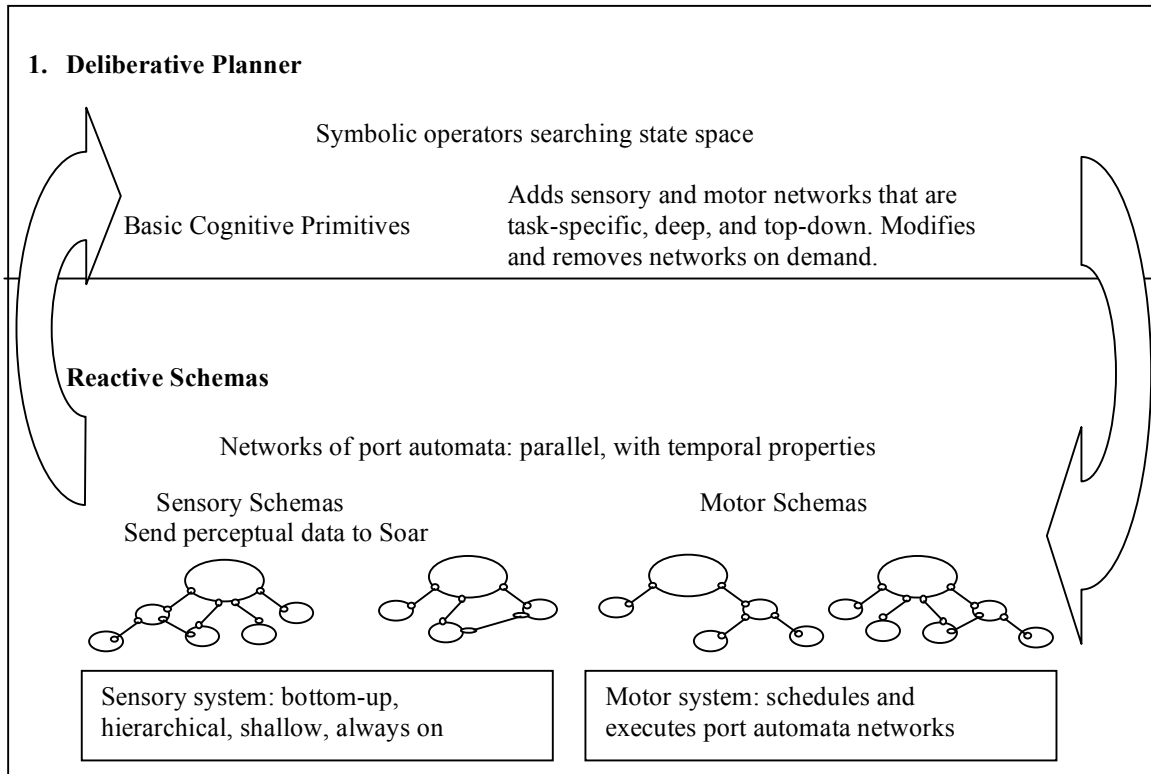 1. Deliberative Planner
Symbolic operators searching state space
Basic Cognitive Primitives
Adds sensory and motor networks that are
task-specific, deep, and top-down. Modifies
and removes networks on demand.
Reactive Schemas
Networks of port automata: parallel, with temporal properties
Sensory Schemas
Send perceptual data to Soar
Motor Schemas
Sensory system: bottom-up,
hierarchical, shallow, always on
Motor system: schedules and
executes port automata networks